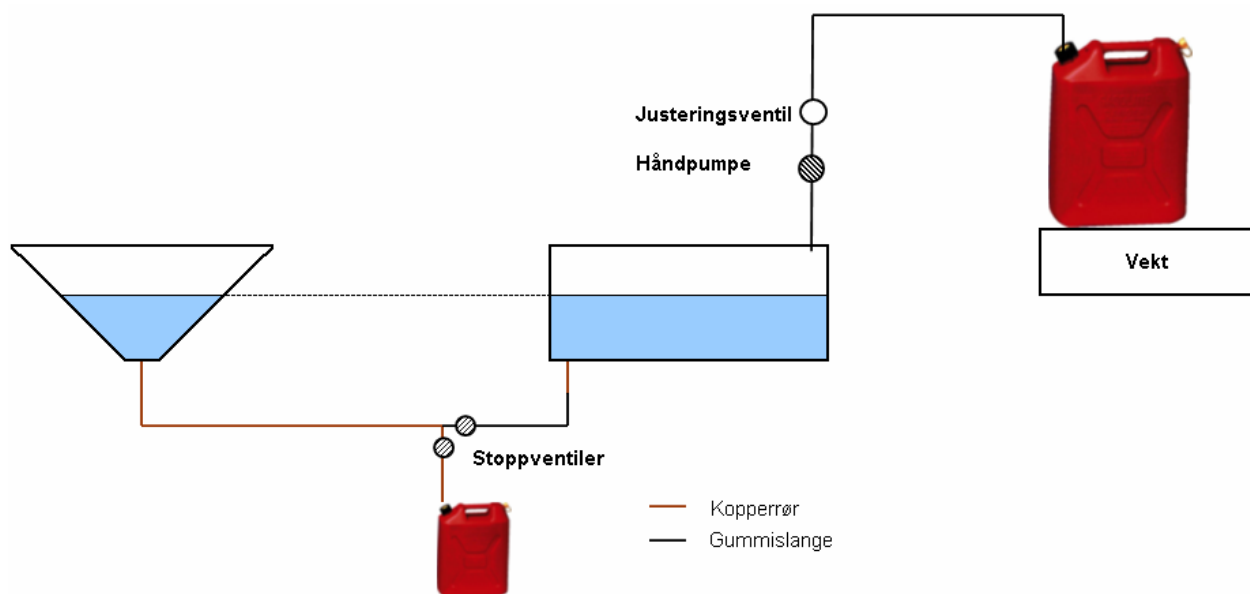 Justeringsventil
Håndpumpe
Vekt
Stoppventiler
Kopperrør
Gummislange